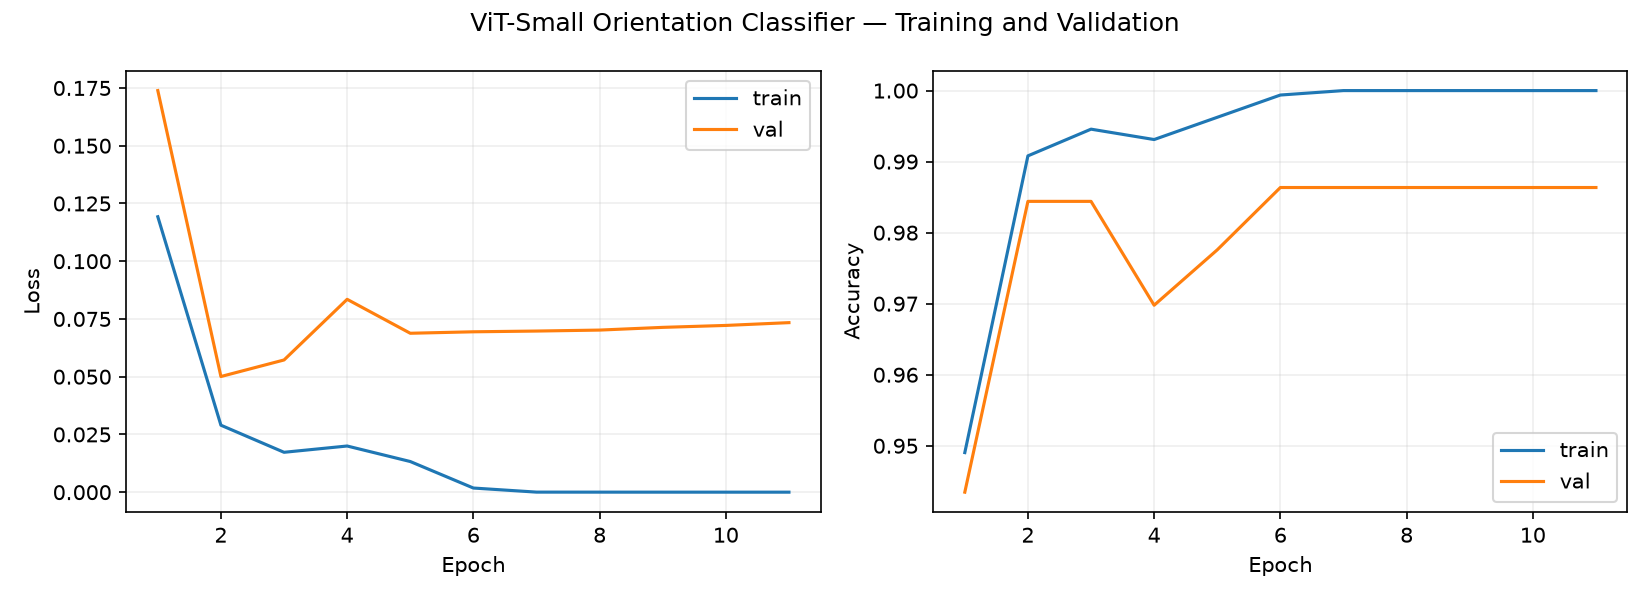 ViT-Small Orientation Classifier — Training and Validation
Loss
0.175
0.150
0.125
0.100
0.075
0.050
0.025
0.000
2
4
6
8
10
Epoch
train
val
Accuracy
1.00
0.99
0.98
0.97
0.96
0.95
2
4
6
8
10
Epoch
train
val